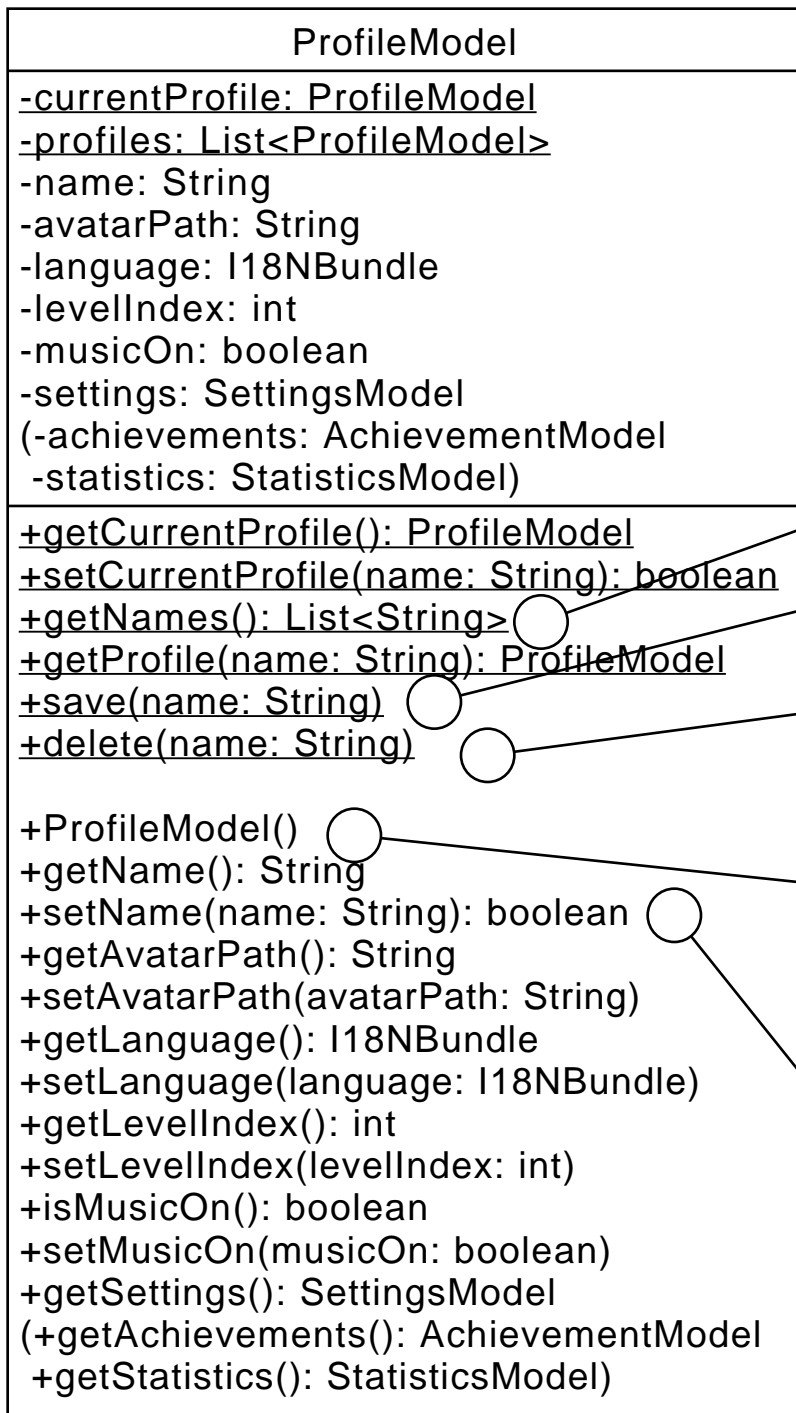 ProfileModel
-currentProfile: ProfileModel
-profiles: List<ProfileModel>
-name: String
-avatarPath: String
-language: I18NBundle
-levelIndex: int
-musicOn: boolean
-settings: SettingsModel
(-achievements: AchievementModel
-statistics: StatisticsModel)
+getCurrentProfile(): ProfileModel
+setCurrentProfile(name: String): boolean
+getNames(): List<String>
+getProfile(name: String): ProfileModel
+save(name: String)
+delete(name: String)
+ProfileModel()
+getName(): String
+setName(name: String): boolean
+getAvatarPath(): String
+setAvatarPath(avatarPath: String)
+getLanguage(): I18NBundle
+setLanguage(language: I18NBundle)
+getLevelIndex(): int
+setLevelIndex(levelIndex: int)
+isMusicOn(): boolean
+setMusicOn(musicOn: boolean)
+getSettings(): SettingsModel
(+getAchievements(): AchievementModel
+getStatistics(): StatisticsModel)